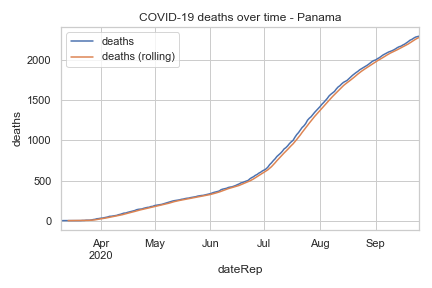 COVID-19 deaths over time - Panama
deaths
deaths (rolling)
deaths
2000
1500
1000
500
0
Apr
2020
May
Jun
Jul
Aug
Sep
dateRep